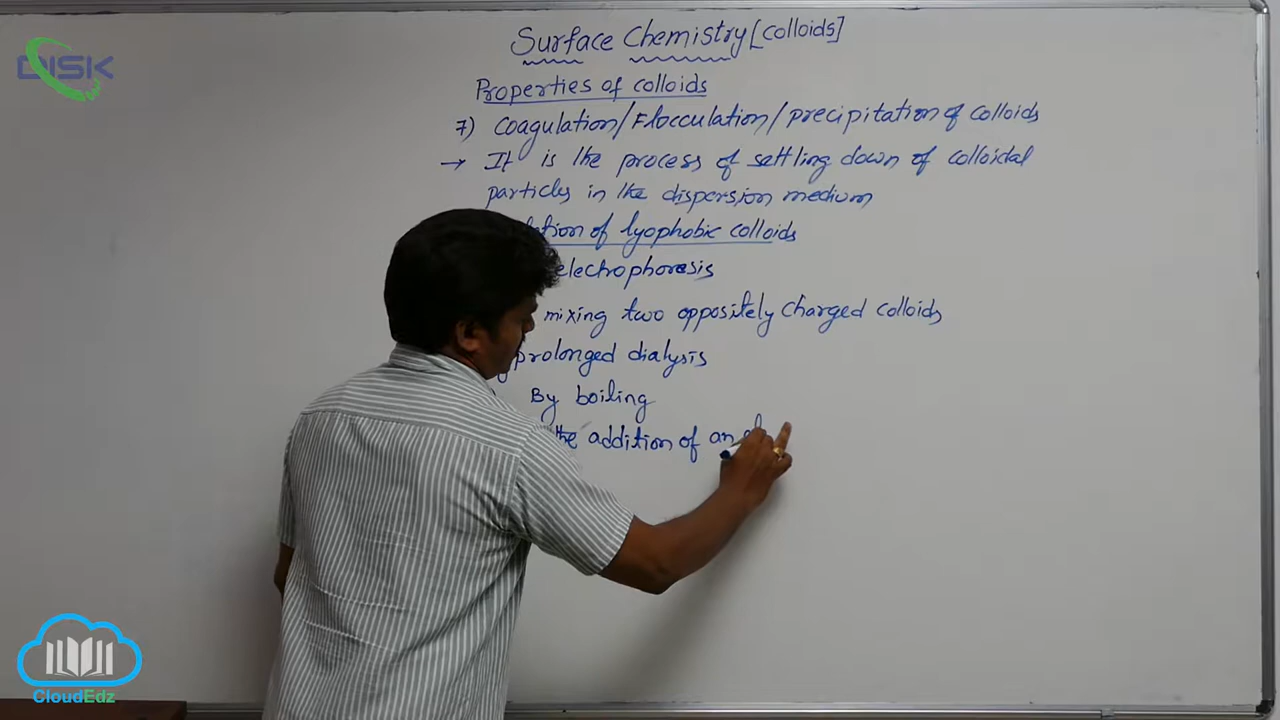 DISK
Surface Chemistry [colloids]
Properties of colloids
7) Coagulation/Flocculation/precipitation of colloids
→ It is the process of settling down of colloidal
particles in the dispersion medium
of lyophobic colloids
electrophoresis
mixing two oppositely charged colloids
prolonged dialysis
By boiling
the addition of an
CloudEdz